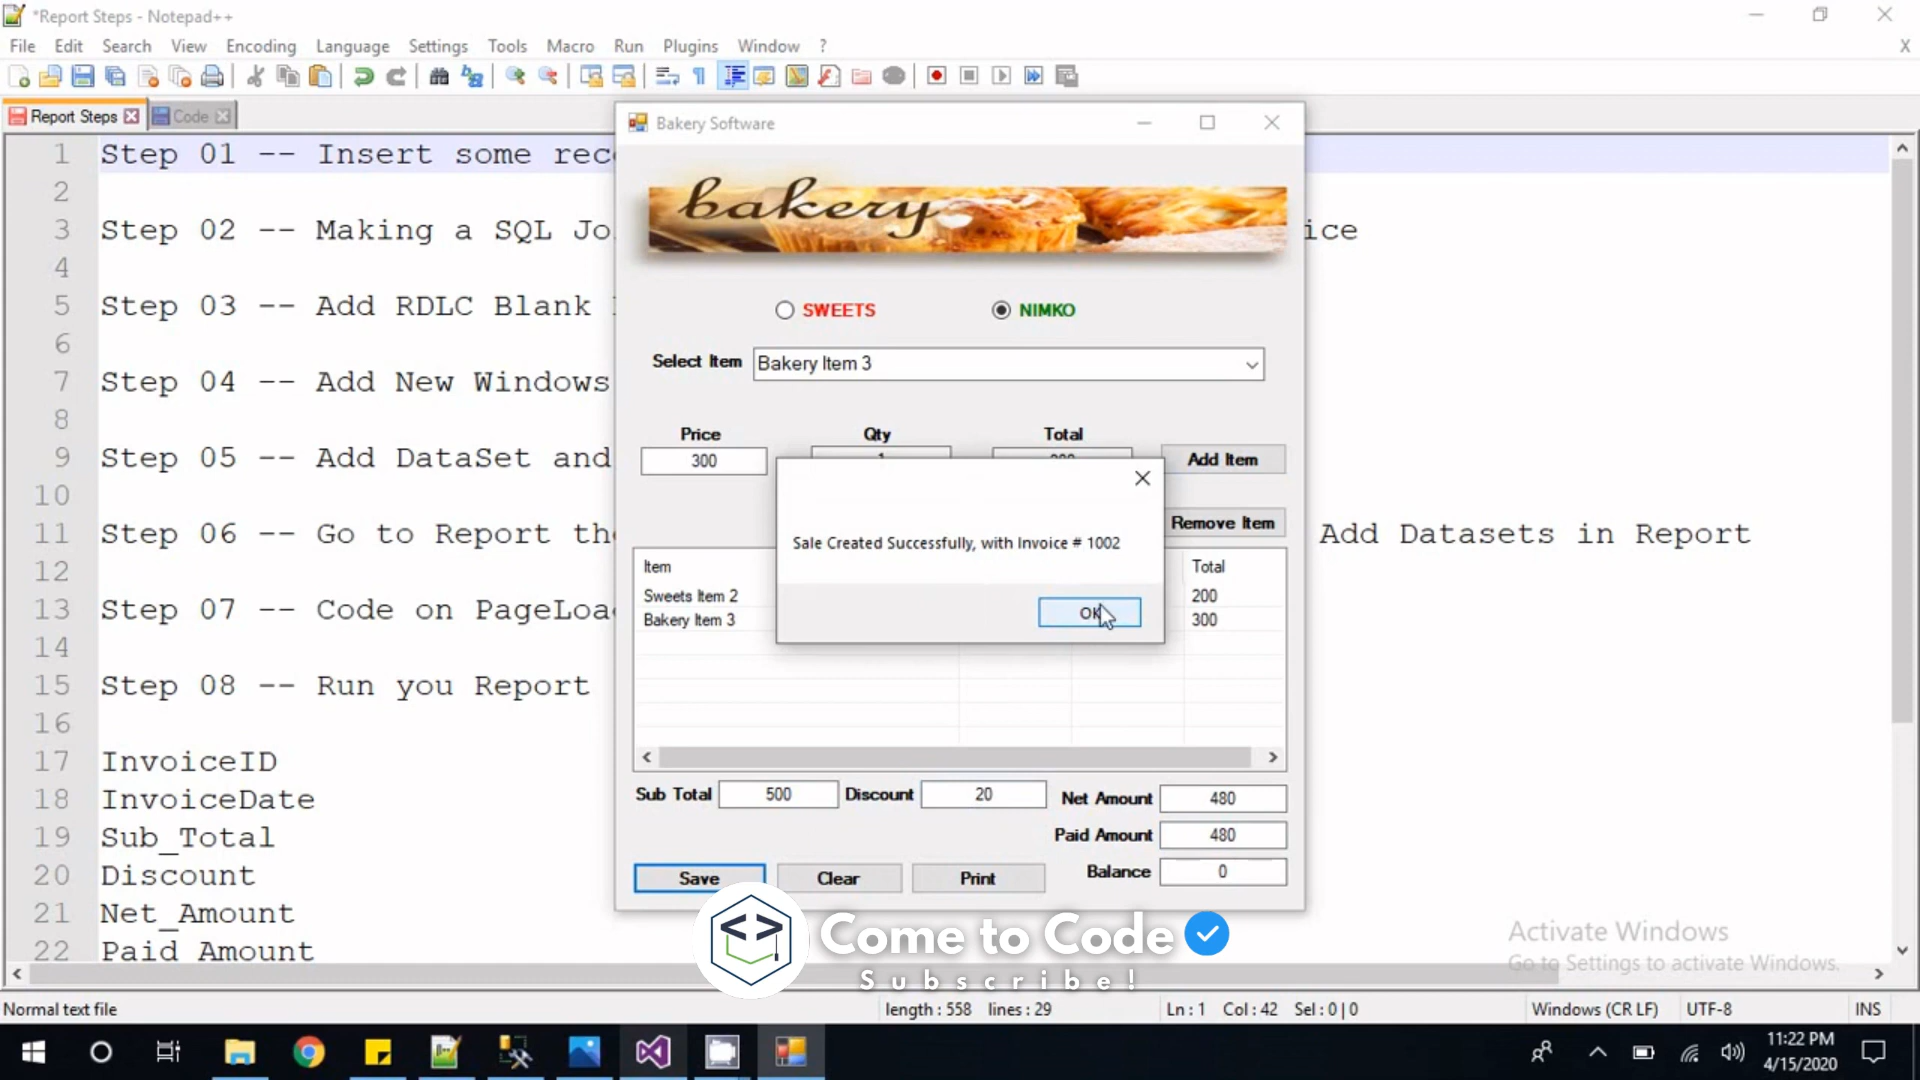 *Report Steps - Notepad++
File Edit Search View Encoding Language Settings Tools Macro Run Plugins Window ?
X
Report Steps Code
1 Step 01 -- Insert some
2
3 Step 02 -- Making a SQL
4
5 Step 03 -- Add RDLC Blank
6
7 Step 04 -- Add New Windows
8
9 Step 05 -- Add DataSet and
10
11 Step 06 -- Go to Report Add Datasets in Report
12
13 Step 07 -- Code on
14
15 Step 08 -- Run you Report
16
17 InvoiceID
18 InvoiceDate
19 Sub_Total
20 Discount
21 Net_Amount
22 Paid Amount
Bakery Software
bakery
SWEETS NIMKO
Select Item Bakery Item 3
Price Qty Total
300 Add Item
Remove Item
Sale Created Successfully, with Invoice # 1002
OK
Item Total
Sweets Item 2 200
Bakery Item 3 300
Sub Total 500 Discount 20 Net Amount 480
Paid Amount 480
Balance 0
Save Clear Print
Come to Code
Subscribe!
Activate Windows
Go to Settings to activate Windows.
Normal text file length : 558 lines : 29 Ln : 1 Col : 42 Sel : 0 | 0 Windows (CR LF) UTF-8 INS
11:22 PM
4/15/2020